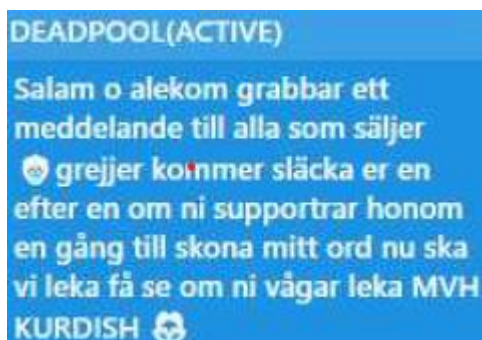 DEADPOOL(ACTIVE)
Salam o alekom grabbar ett
meddelande till alla som säljer
grejjer kommer släcka er en
efter en om ni supportrar honom
en gång till skona mitt ord nu ska
vi leka få se om ni vågar leka MVH
KURDISH